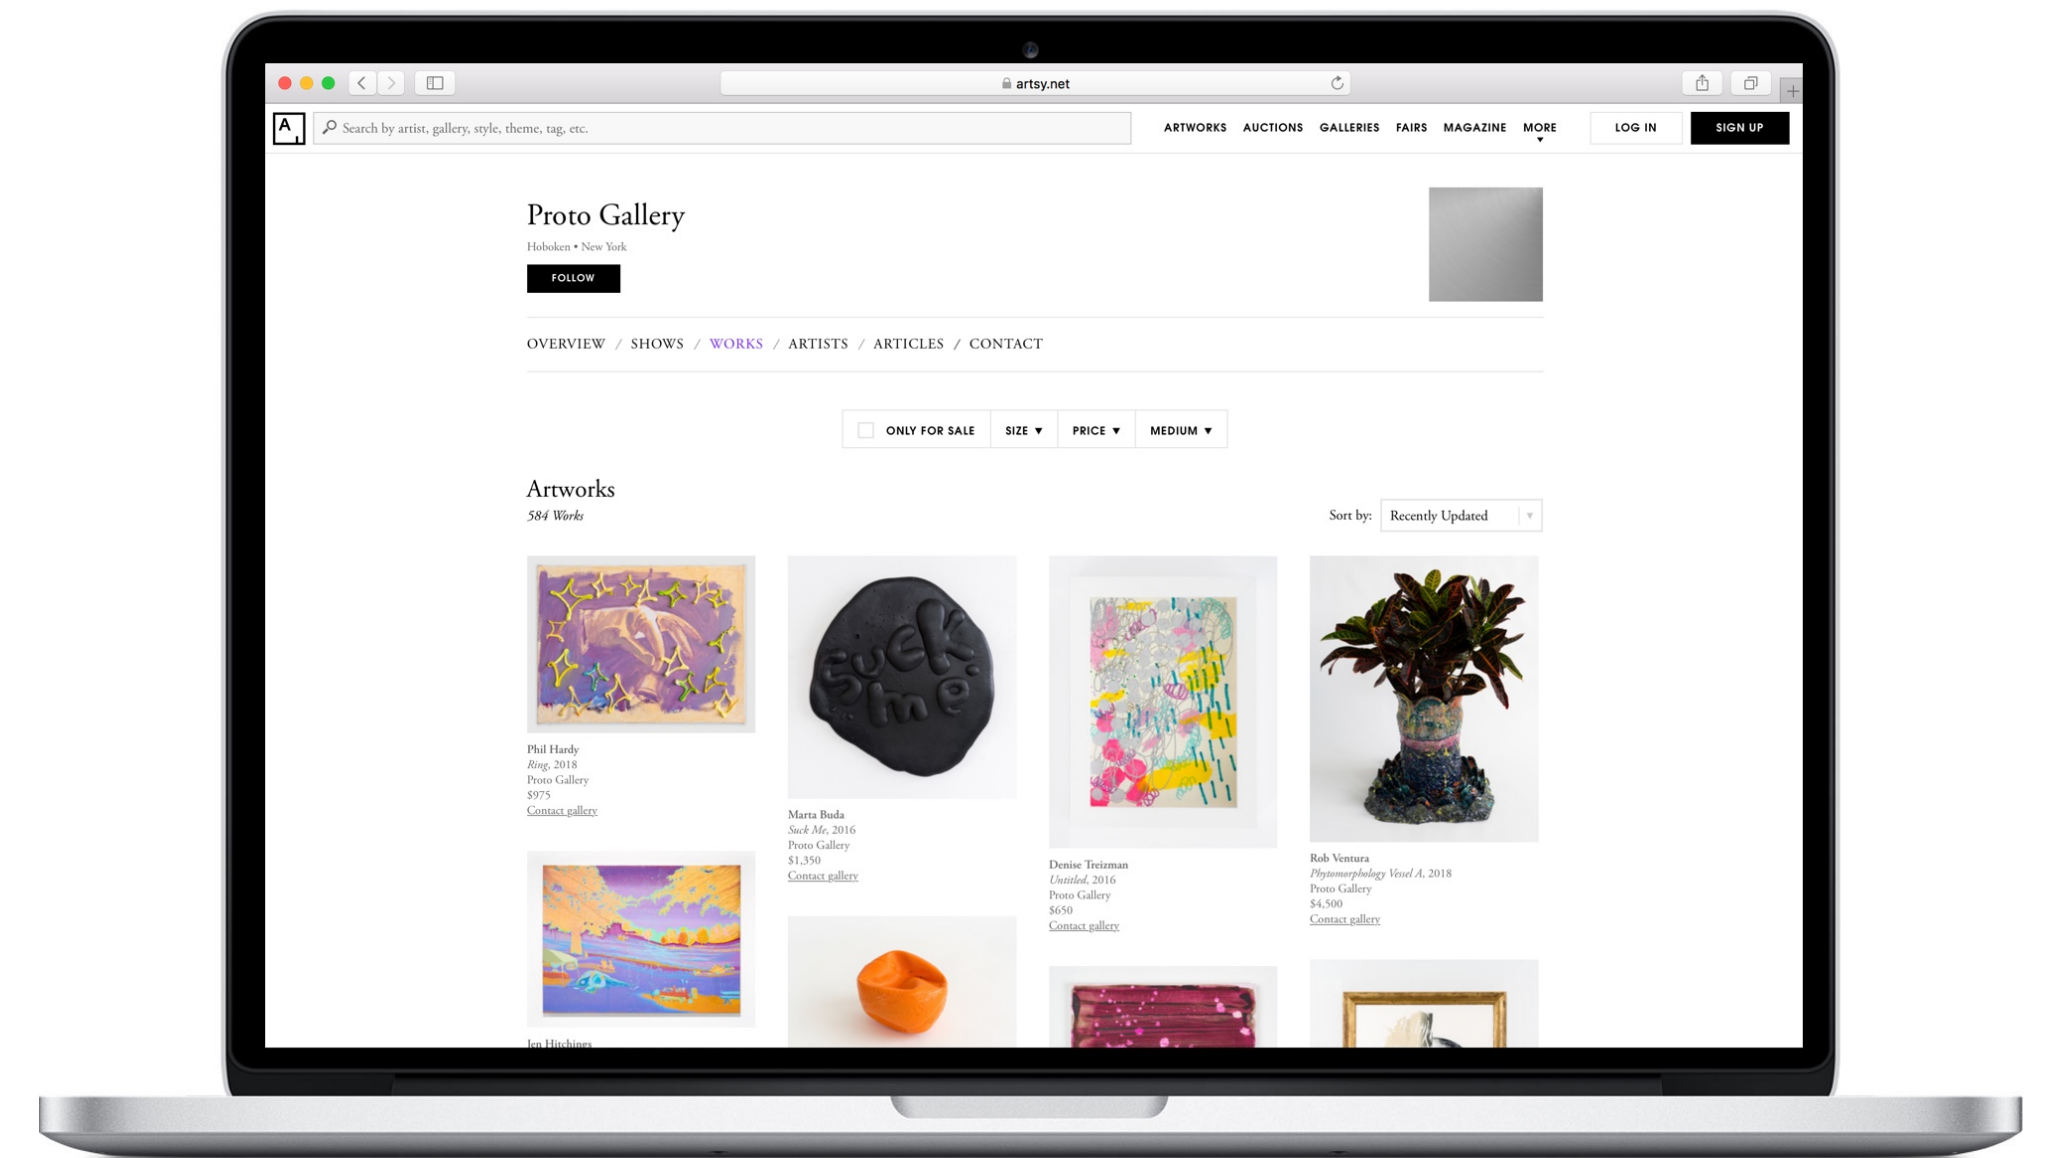 artsy.net
A
Search by artist, gallery, style, theme, tag, etc.
ARTWORKS AUCTIONS GALLERIES FAIRS MAGAZINE MORE
LOG IN
SIGN UP
Proto Gallery
Hoboken • New York
FOLLOW
OVERVIEW / SHOWS / WORKS / ARTISTS / ARTICLES / CONTACT
ONLY FOR SALE SIZE ▼ PRICE ▼ MEDIUM ▼
Artworks
584 Works
Sort by: Recently Updated
Phil Hardy
Ring, 2018
Proto Gallery
$975
Contact gallery
Suck
me
Marta Buda
Suck Me, 2016
Proto Gallery
$1,350
Contact gallery
Denise Treizman
Untitled, 2016
Proto Gallery
$650
Contact gallery
Rob Ventura
Phytomorphology Vessel A, 2018
Proto Gallery
$4,500
Contact gallery
Jen Hitchings